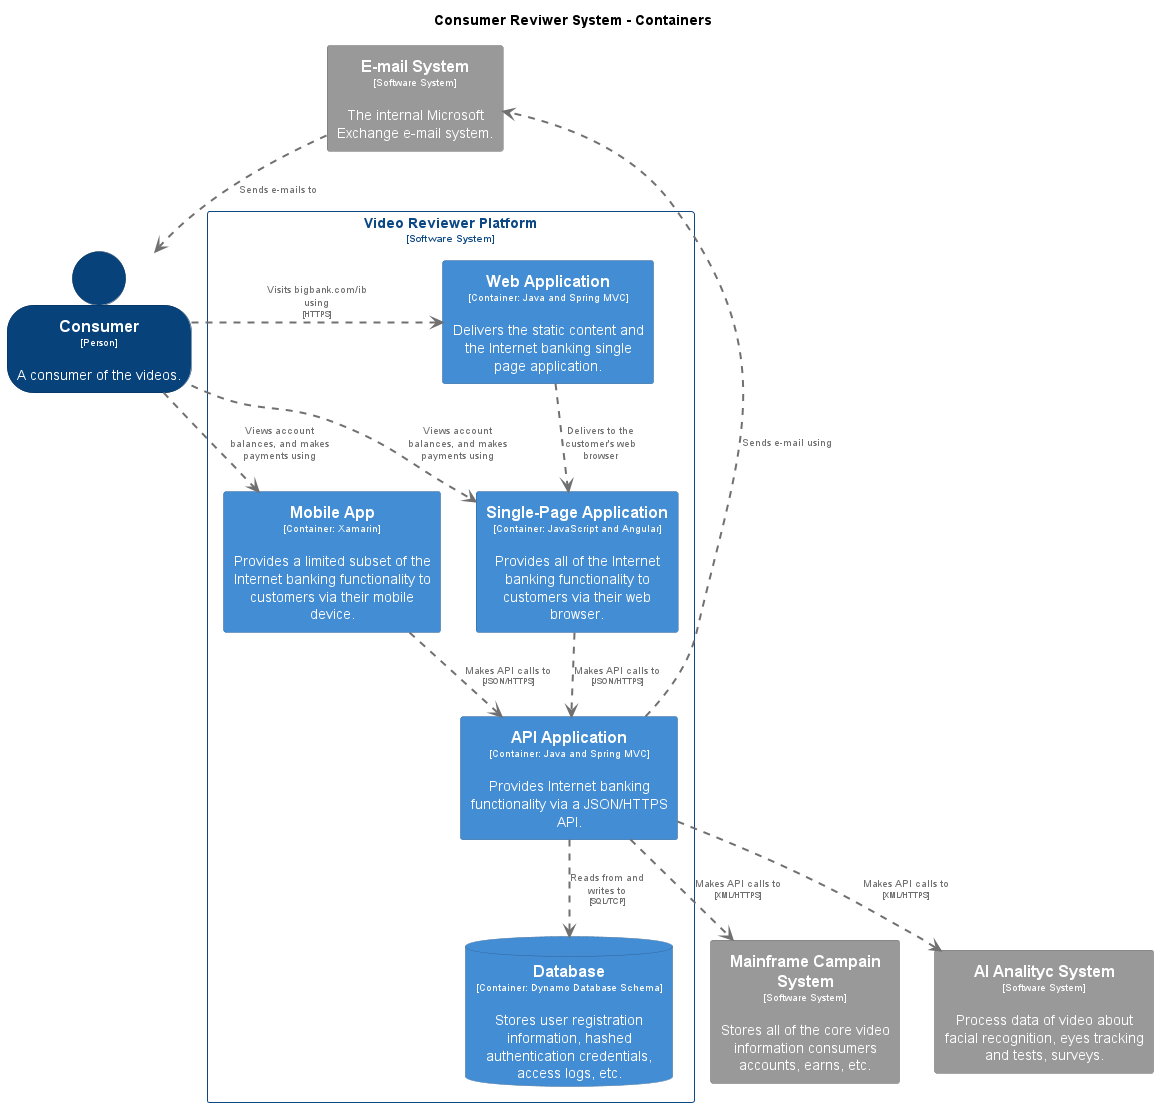 Consumer Reviwer System - Containers
E-mail System
[Software System]
The internal Microsoft
Exchange e-mail system.
Sends e-mails to
Video Reviewer Platform
[Software System]
Consumer
[Person]
A consumer of the videos.
Visits bigbank.com/ib
using
[HTTPS]
Web Application
[Container: Java and Spring MVC]
Delivers the static content and
the Internet banking single
page application.
Views account
balances, and makes
payments using
Views account
balances, and makes
payments using
Delivers to the
customer's web
browser
Sends e-mail using
Mobile App
[Container: Xamarin]
Provides a limited subset of the
Internet banking functionality to
customers via their mobile
device.
Single-Page Application
[Container: JavaScript and Angular]
Provides all of the Internet
banking functionality to
customers via their web
browser.
Makes API calls to
[JSON/HTTPS]
Makes API calls to
[JSON/HTTPS]
API Application
[Container: Java and Spring MVC]
Provides Internet banking
functionality via a JSON/HTTPS
API.
Reads from and
writes to
[SQL/TCP]
Makes API calls to
[XML/HTTPS]
Makes API calls to
[XML/HTTPS]
Database
[Container: Dynamo Database Schema]
Stores user registration
information, hashed
authentication credentials,
access logs, etc.
Mainframe Campain
System
[Software System]
Stores all of the core video
information consumers
accounts, earns, etc.
AI Analityc System
[Software System]
Process data of video about
facial recognition, eyes tracking
and tests, surveys.